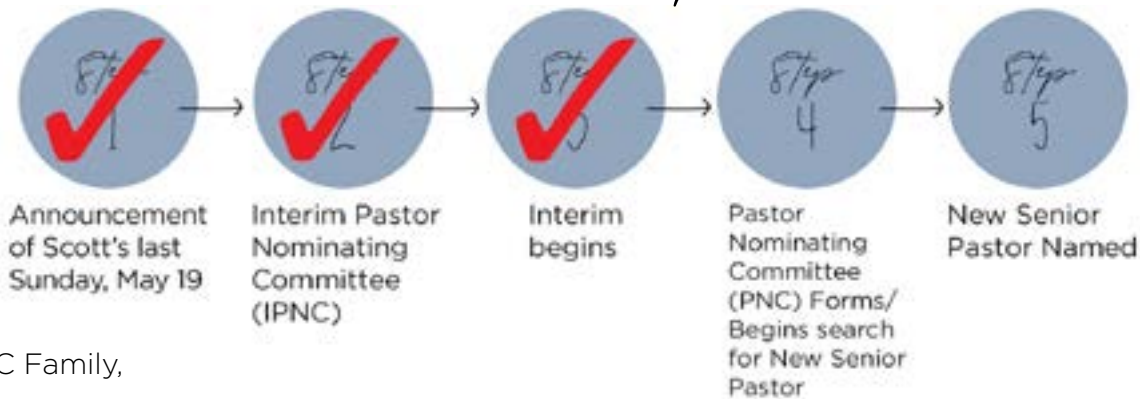 Step
1
Step
2
Step
Step
4
Step
5
Announcement
of Scott's last
Sunday, May 19
Interim Pastor
Nominating
Committee
(IPNC)
Interim
begins
Pastor
Nominating
Committee
(PNC) Forms/
Begins search
for New Senior
Pastor
New Senior
Pastor Named
C Family,